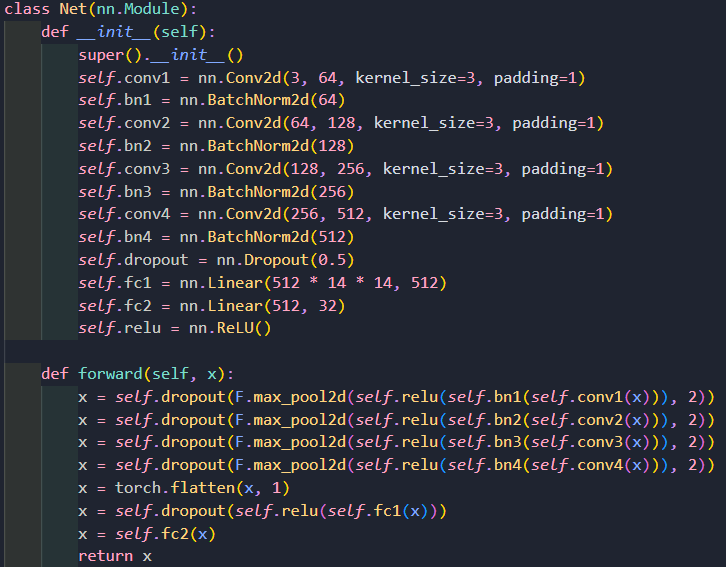 class Net(nn.Module):
    def __init__(self):
        super().__init__()
        self.conv1 = nn.Conv2d(3, 64, kernel_size=3, padding=1)
        self.bn1 = nn.BatchNorm2d(64)
        self.conv2 = nn.Conv2d(64, 128, kernel_size=3, padding=1)
        self.bn2 = nn.BatchNorm2d(128)
        self.conv3 = nn.Conv2d(128, 256, kernel_size=3, padding=1)
        self.bn3 = nn.BatchNorm2d(256)
        self.conv4 = nn.Conv2d(256, 512, kernel_size=3, padding=1)
        self.bn4 = nn.BatchNorm2d(512)
        self.dropout = nn.Dropout(0.5)
        self.fc1 = nn.Linear(512 * 14 * 14, 512)
        self.fc2 = nn.Linear(512, 32)
        self.relu = nn.ReLU()

    def forward(self, x):
        x = self.dropout(F.max_pool2d(self.relu(self.bn1(self.conv1(x))), 2))
        x = self.dropout(F.max_pool2d(self.relu(self.bn2(self.conv2(x))), 2))
        x = self.dropout(F.max_pool2d(self.relu(self.bn3(self.conv3(x))), 2))
        x = self.dropout(F.max_pool2d(self.relu(self.bn4(self.conv4(x))), 2))
        x = torch.flatten(x, 1)
        x = self.dropout(self.relu(self.fc1(x)))
        x = self.fc2(x)
        return x